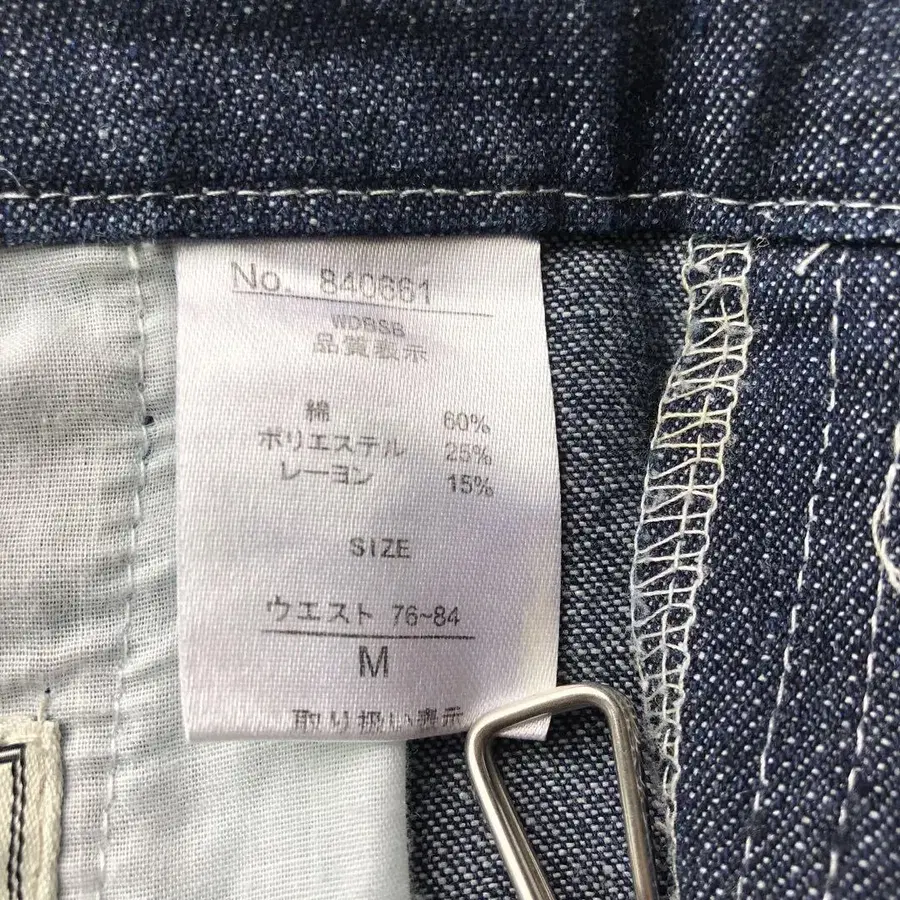 No. 840661
WDBSB
品質表示
綿 60%
ポリエステル 25%
レーヨン 15%
SIZE
ウエスト 76~84
M
取り扱い表示